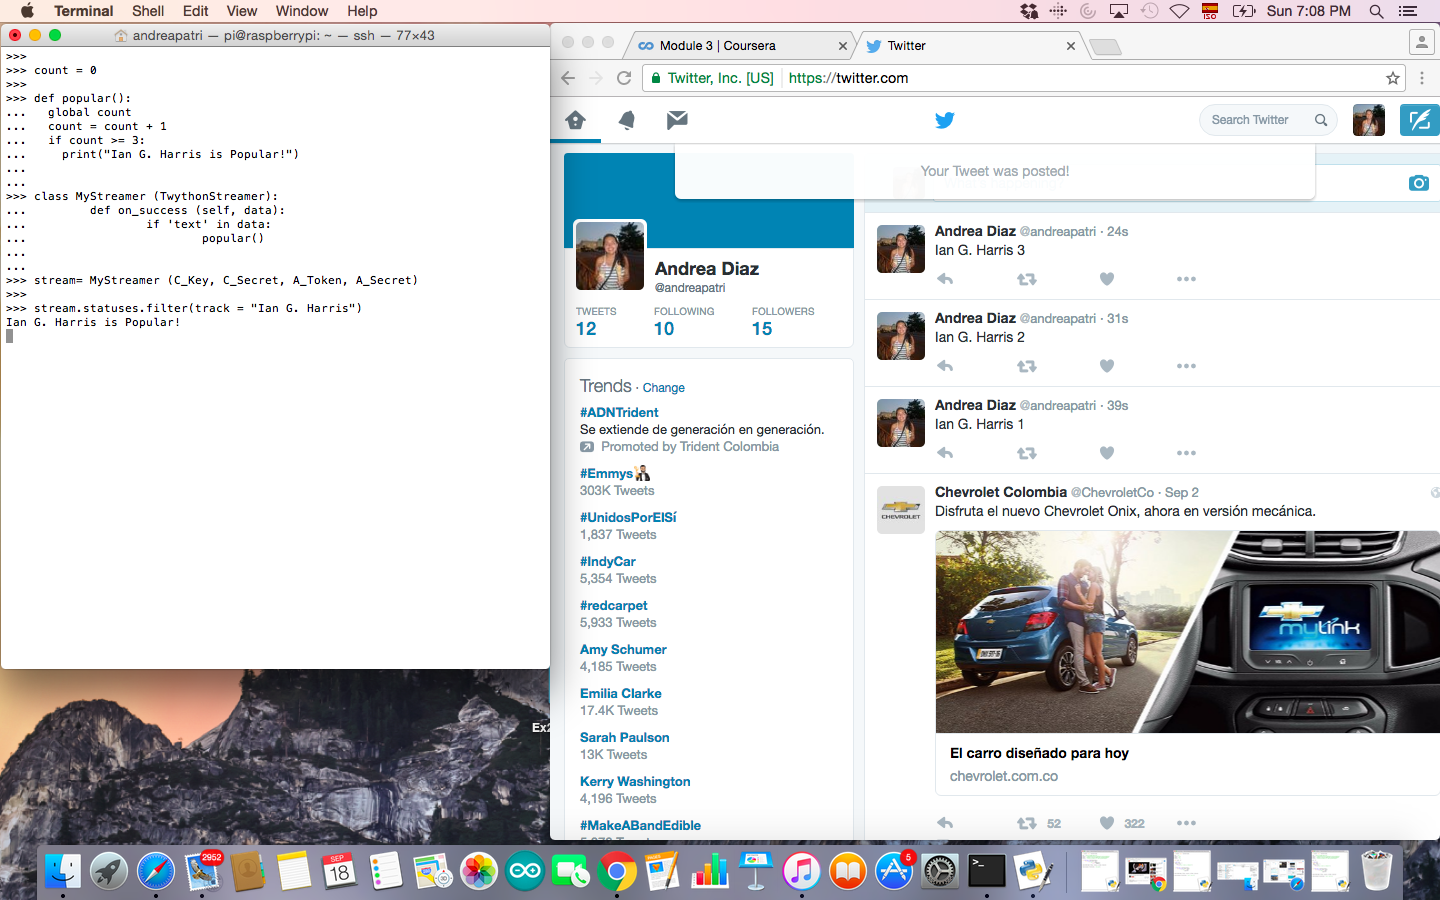 Terminal Shell Edit View Window Help
ISO
Sun 7:08 PM
andreapatri — pi@raspberrypi: ~ — ssh — 77×43
>>>
>>> count = 0
>>>
>>> def popular():
...   global count
...   count = count + 1
...   if count >= 3:
...     print("Ian G. Harris is Popular!")
...
...
>>> class MyStreamer (TwythonStreamer):
...         def on_success (self, data):
...                 if 'text' in data:
...                         popular()
...
...
>>> stream= MyStreamer (C_Key, C_Secret, A_Token, A_Secret)
>>>
>>> stream.statuses.filter(track = "Ian G. Harris")
Ian G. Harris is Popular!
Module 3 | Coursera
Twitter
Twitter, Inc. [US]
https://twitter.com
Search Twitter
Your Tweet was posted!
Andrea Diaz
@andreapatri
TWEETS FOLLOWING FOLLOWERS
12 10 15
Trends · Change
#ADNTrident
Se extiende de generación en generación.
Promoted by Trident Colombia
#Emmys
303K Tweets
#UnidosPorElSí
1,837 Tweets
#IndyCar
5,354 Tweets
#redcarpet
5,933 Tweets
Amy Schumer
4,185 Tweets
Emilia Clarke
17.4K Tweets
Sarah Paulson
13K Tweets
Kerry Washington
4,196 Tweets
#MakeABandEdible
Andrea Diaz @andreapatri · 24s
Ian G. Harris 3
Andrea Diaz @andreapatri · 31s
Ian G. Harris 2
Andrea Diaz @andreapatri · 39s
Ian G. Harris 1
Chevrolet Colombia @ChevroletCo · Sep 2
Disfruta el nuevo Chevrolet Onix, ahora en versión mecánica.
CHEVROLET
mylink
El carro diseñado para hoy
chevrolet.com.co
52
322
Ex2
2952
SEP
18
5